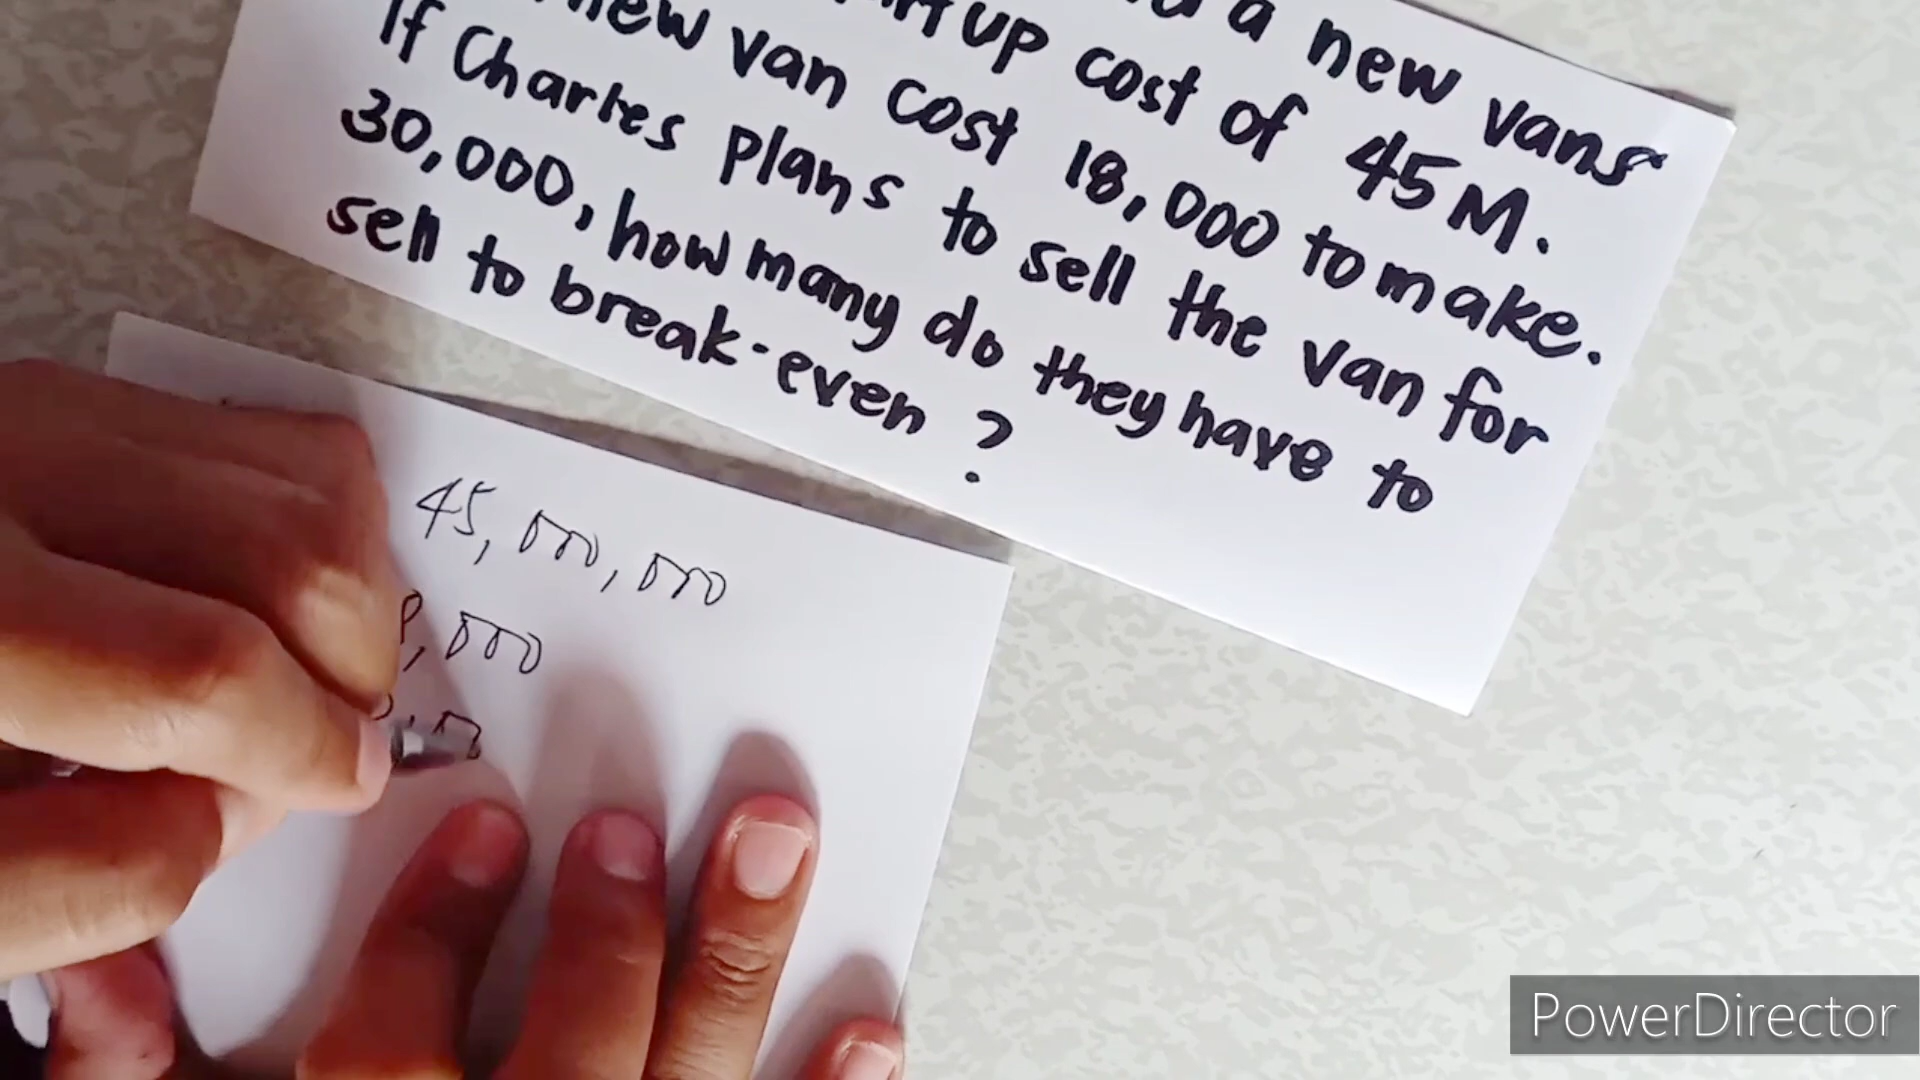 a new vans
up cost of 45M.
new van cost 18,000 to make.
If Charles plans to sell the van for
30,000, how many do they have to
sell to break-even?
45,000,000
8,000
PowerDirector